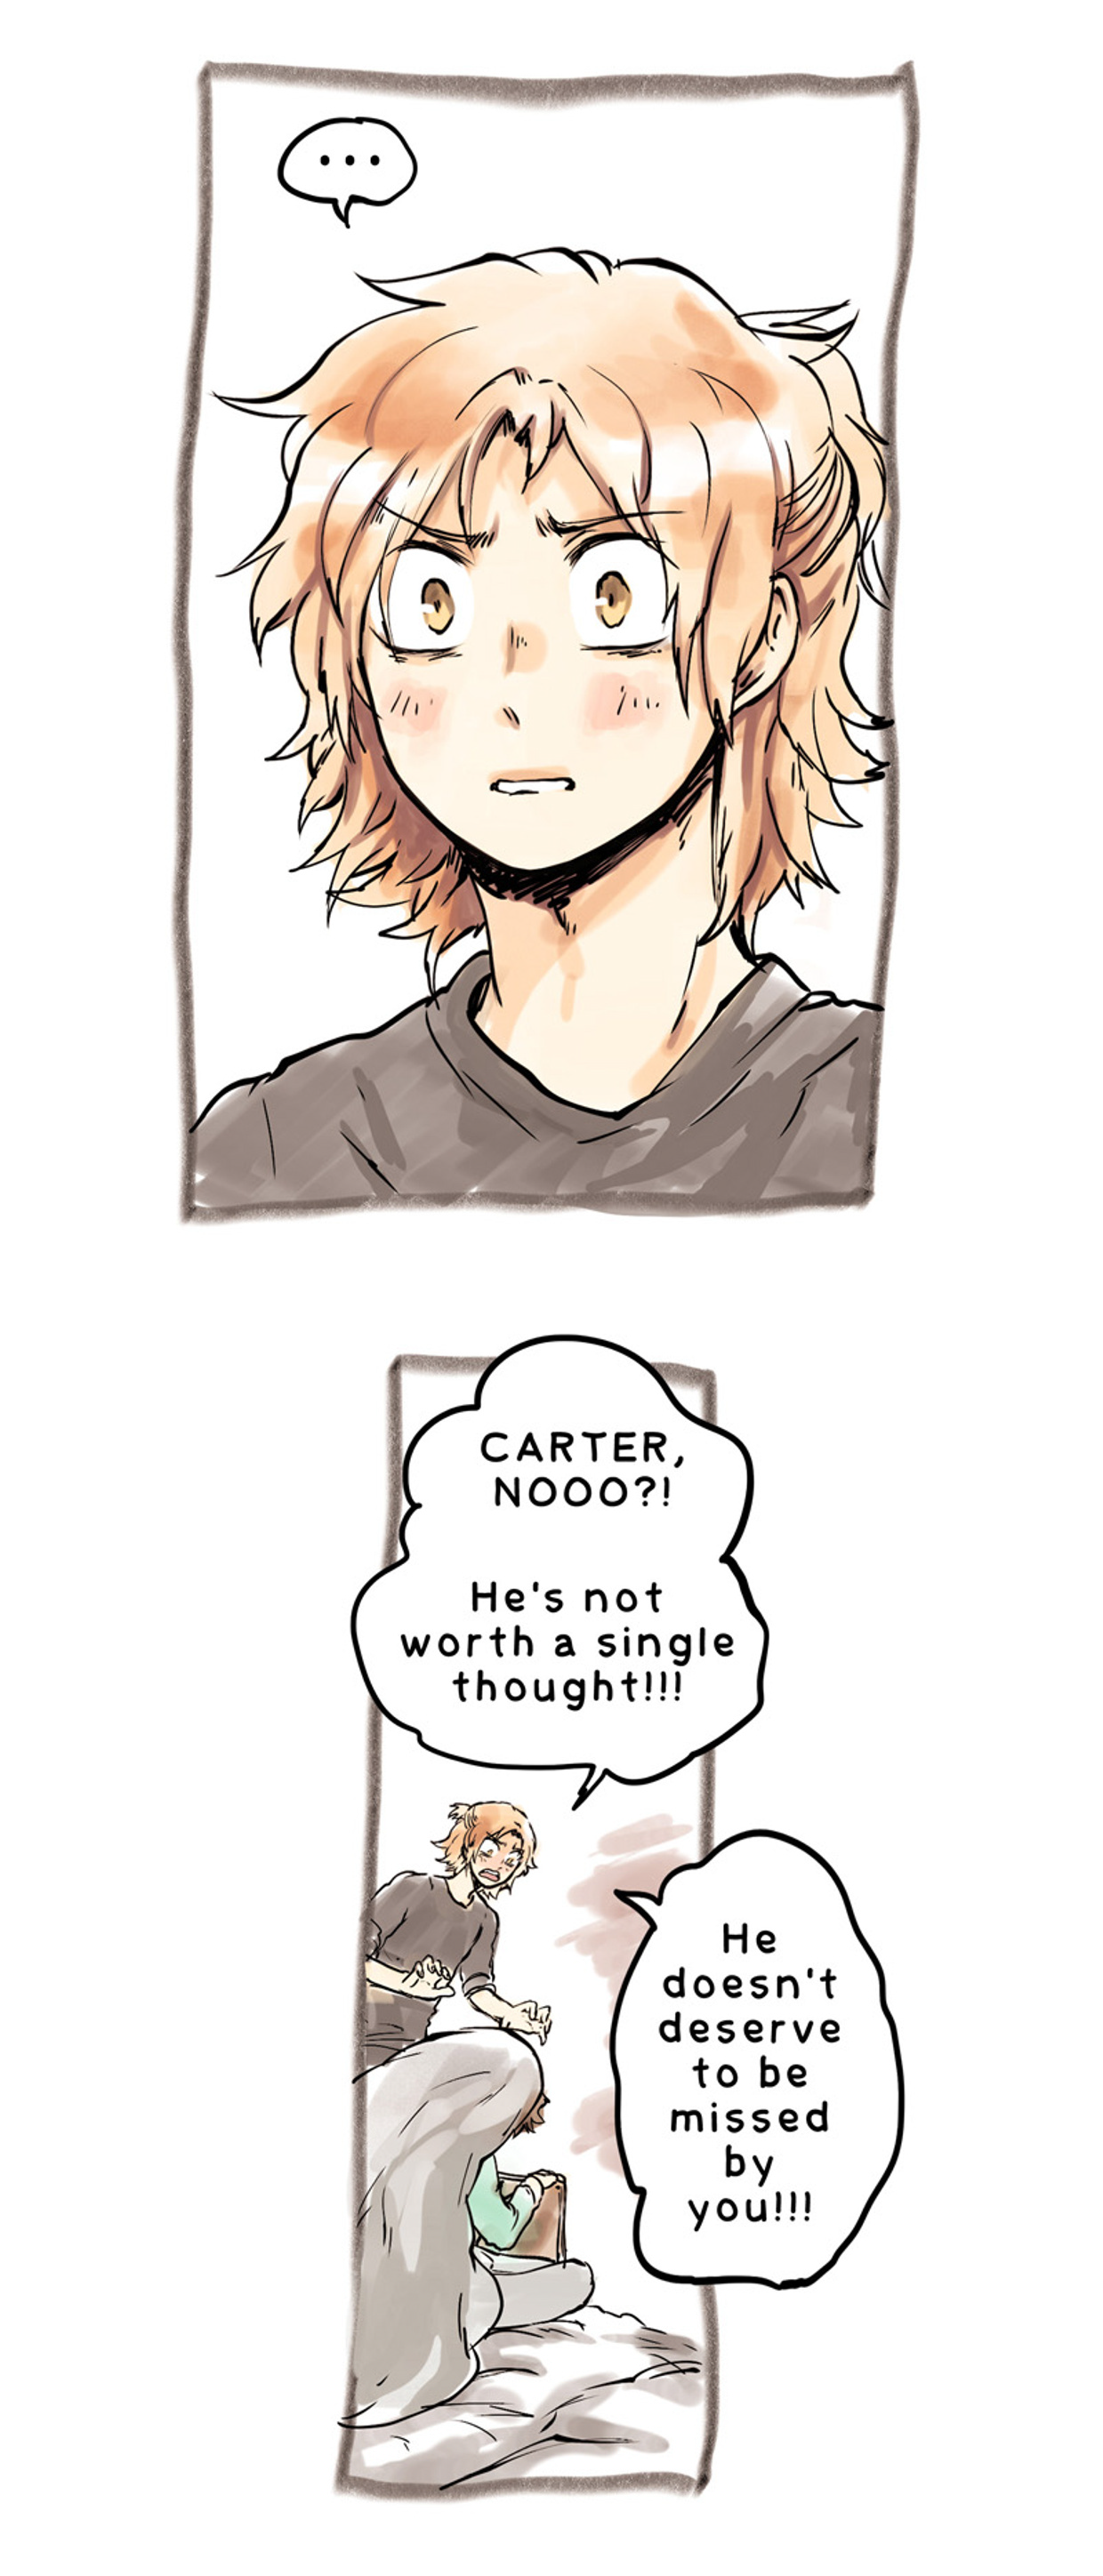 ...
CARTER,
NOOO?!
He's not
worth a single
thought!!!
He
doesn't
deserve
to be
missed
by
you!!!